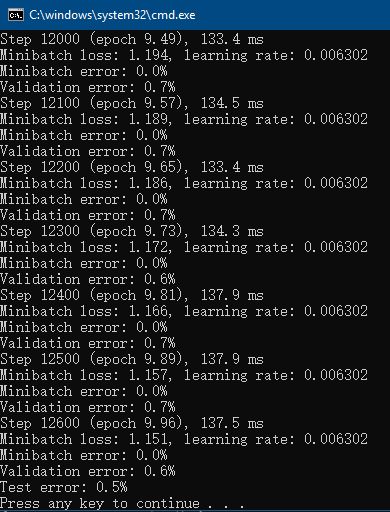 C:\windows\system32\cmd.exe
Step 12000 (epoch 9.49), 133.4 ms
Minibatch loss: 1.194, learning rate: 0.006302
Minibatch error: 0.0%
Validation error: 0.7%
Step 12100 (epoch 9.57), 134.5 ms
Minibatch loss: 1.189, learning rate: 0.006302
Minibatch error: 0.0%
Validation error: 0.7%
Step 12200 (epoch 9.65), 133.4 ms
Minibatch loss: 1.186, learning rate: 0.006302
Minibatch error: 0.0%
Validation error: 0.7%
Step 12300 (epoch 9.73), 134.3 ms
Minibatch loss: 1.172, learning rate: 0.006302
Minibatch error: 0.0%
Validation error: 0.6%
Step 12400 (epoch 9.81), 137.9 ms
Minibatch loss: 1.166, learning rate: 0.006302
Minibatch error: 0.0%
Validation error: 0.7%
Step 12500 (epoch 9.89), 137.9 ms
Minibatch loss: 1.157, learning rate: 0.006302
Minibatch error: 0.0%
Validation error: 0.7%
Step 12600 (epoch 9.96), 137.5 ms
Minibatch loss: 1.151, learning rate: 0.006302
Minibatch error: 0.0%
Validation error: 0.6%
Test error: 0.5%
Press any key to continue . . .